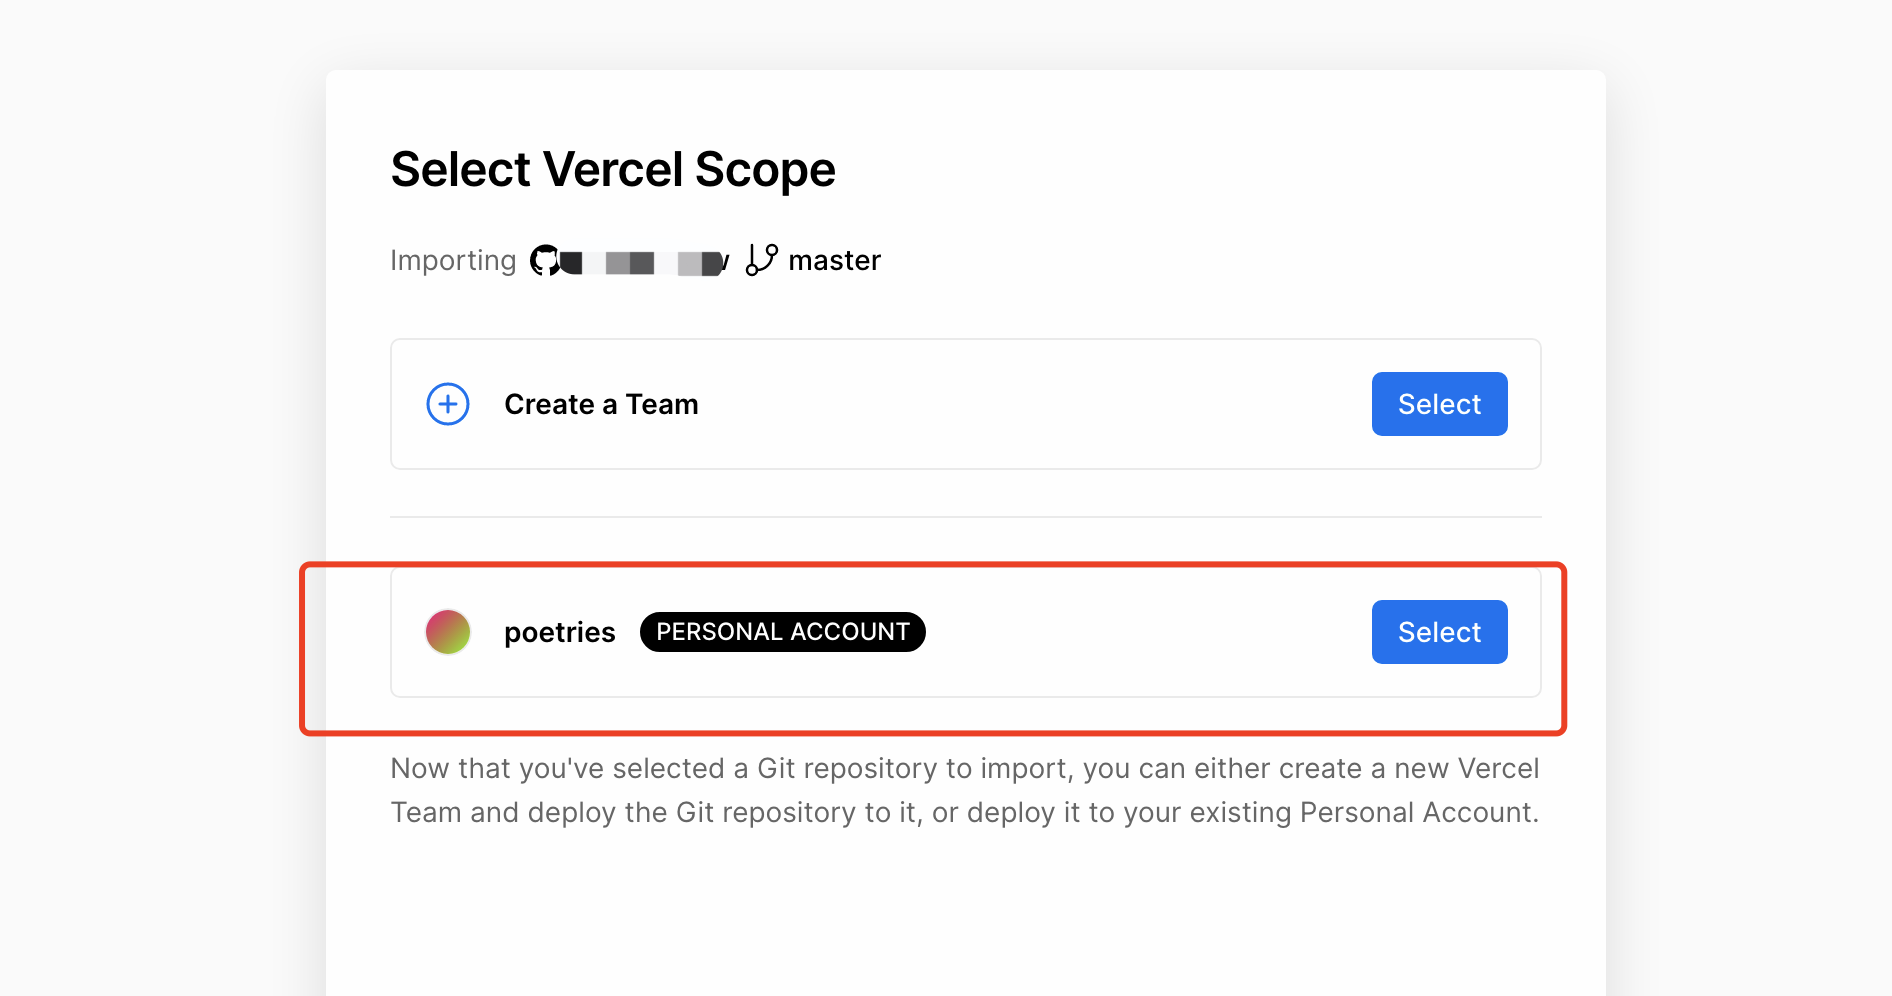 Select Vercel Scope
Importing master
Create a Team Select
poetries PERSONAL ACCOUNT Select
Now that you've selected a Git repository to import, you can either create a new Vercel
Team and deploy the Git repository to it, or deploy it to your existing Personal Account.